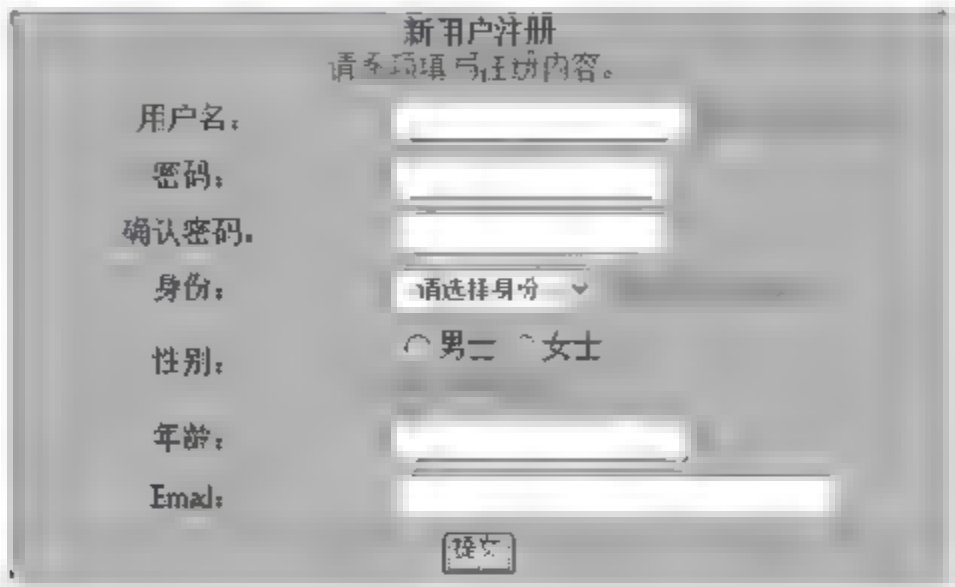 新用户注册
请逐项填写注册内容。
用户名：
密码：
确认密码：
身份： 请选择身份
性别： 男士 女士
年龄：
Email：
提交